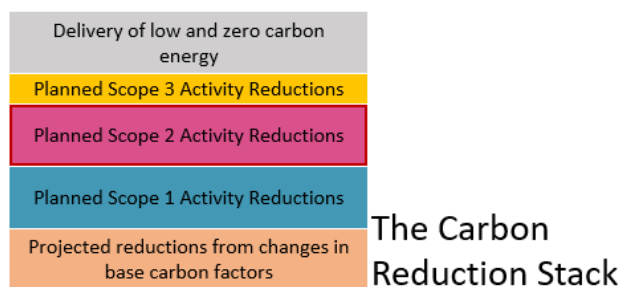 Delivery of low and zero carbon
energy
Planned Scope 3 Activity Reductions
Planned Scope 2 Activity Reductions
Planned Scope 1 Activity Reductions
Projected reductions from changes in
base carbon factors
The Carbon
Reduction Stack